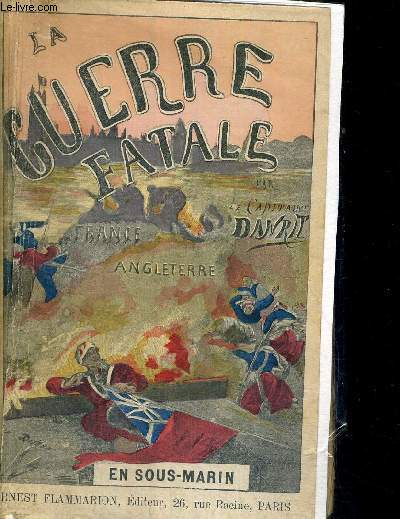 LA
GUERRE
FATALE
PAR
LE CAPITAINE
DANRIT
FRANCE
ANGLETERRE
EN SOUS-MARIN
ERNEST FLAMMARION, Editeur, 26, rue Racine, PARIS
© Le-livre.com